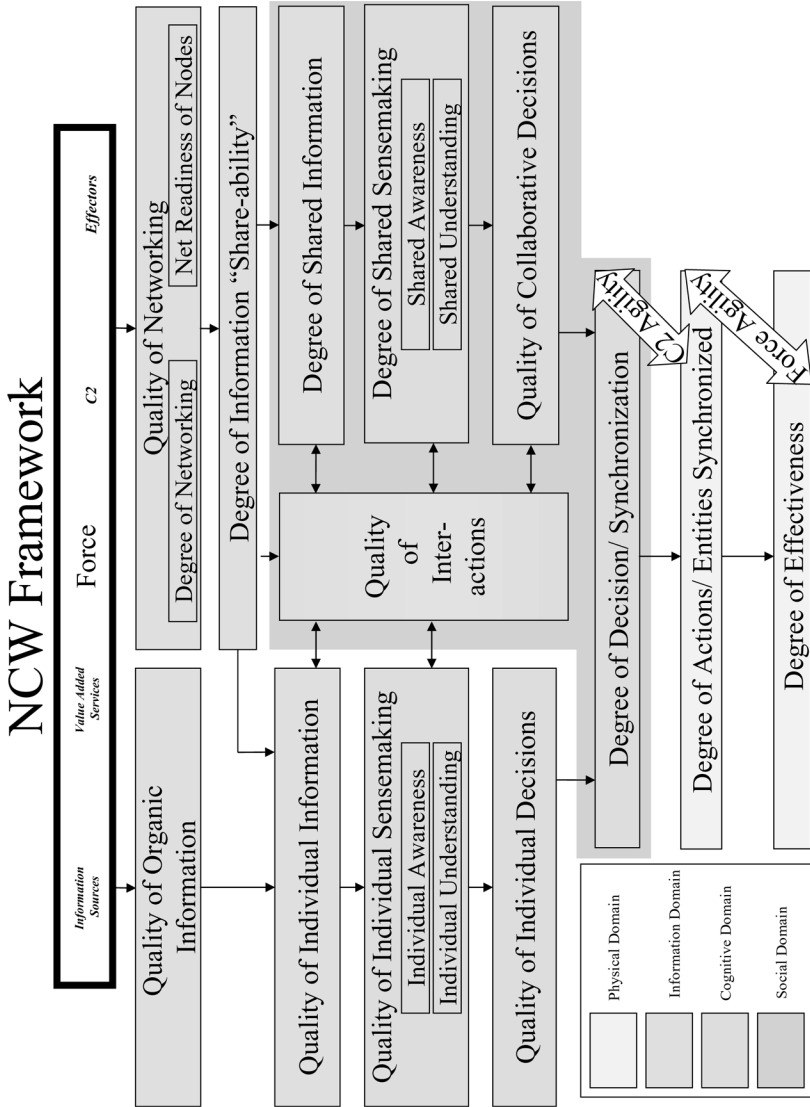 NCW Framework
Information
Sources
Value Added
Services
Force
C2
Effectors
Quality of Organic
Information
Quality of Networking
Degree of Networking
Net Readiness of Nodes
Degree of Information “Share-ability”
Quality of Individual Information
Quality of Individual Sensemaking
Individual Awareness
Individual Understanding
Quality of Individual Decisions
Quality
of
Inter-
actions
Degree of Shared Information
Degree of Shared Sensemaking
Shared Awareness
Shared Understanding
Quality of Collaborative Decisions
Degree of Decision/ Synchronization
C2 Agility
Degree of Actions/ Entities Synchronized
Force Agility
Degree of Effectiveness
Physical Domain
Information Domain
Cognitive Domain
Social Domain